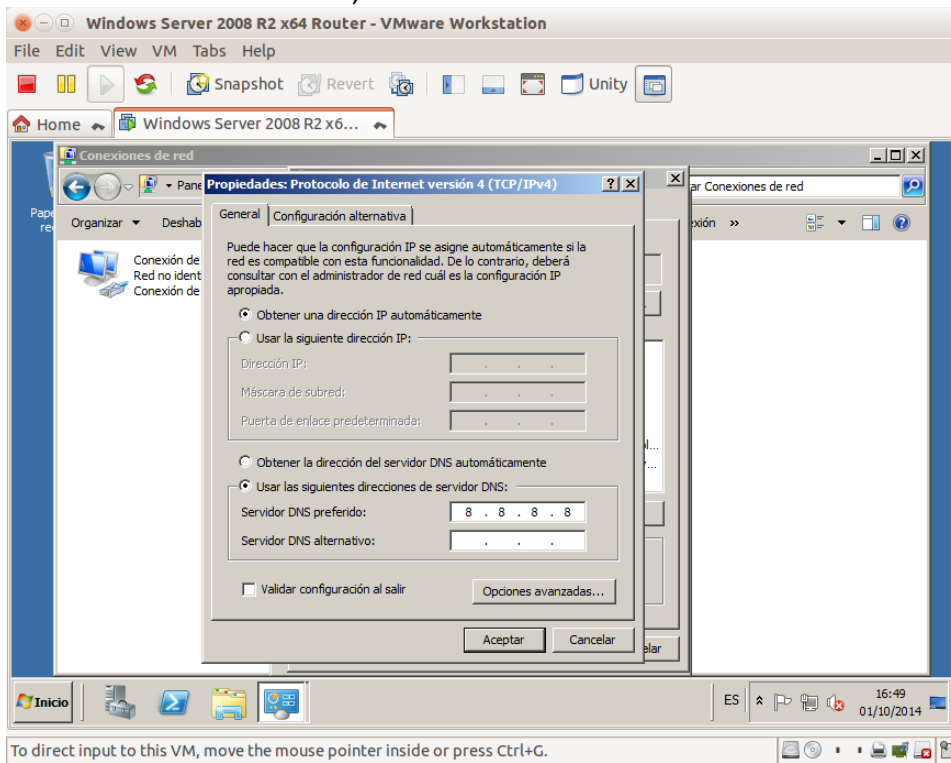 Windows Server 2008 R2 x64 Router - VMware Workstation
File Edit View VM Tabs Help
Snapshot Revert Unity
Home Windows Server 2008 R2 x6...
Conexiones de red
Propiedades: Protocolo de Internet versión 4 (TCP/IPv4)
General Configuración alternativa
Organizar Deshab
ar Conexiones de red
xión »
Conexión de
Red no ident
Conexión de
Puede hacer que la configuración IP se asigne automáticamente si la
red es compatible con esta funcionalidad. De lo contrario, deberá
consultar con el administrador de red cuál es la configuración IP
apropiada.
Obtener una dirección IP automáticamente
Usar la siguiente dirección IP:
Dirección IP:
Máscara de subred:
Puerta de enlace predeterminada:
Obtener la dirección del servidor DNS automáticamente
Usar las siguientes direcciones de servidor DNS:
Servidor DNS preferido: 8 . 8 . 8 . 8
Servidor DNS alternativo: . . .
Validar configuración al salir
Opciones avanzadas...
Aceptar Cancelar
elar
Inicio
ES
16:49
01/10/2014
To direct input to this VM, move the mouse pointer inside or press Ctrl+G.